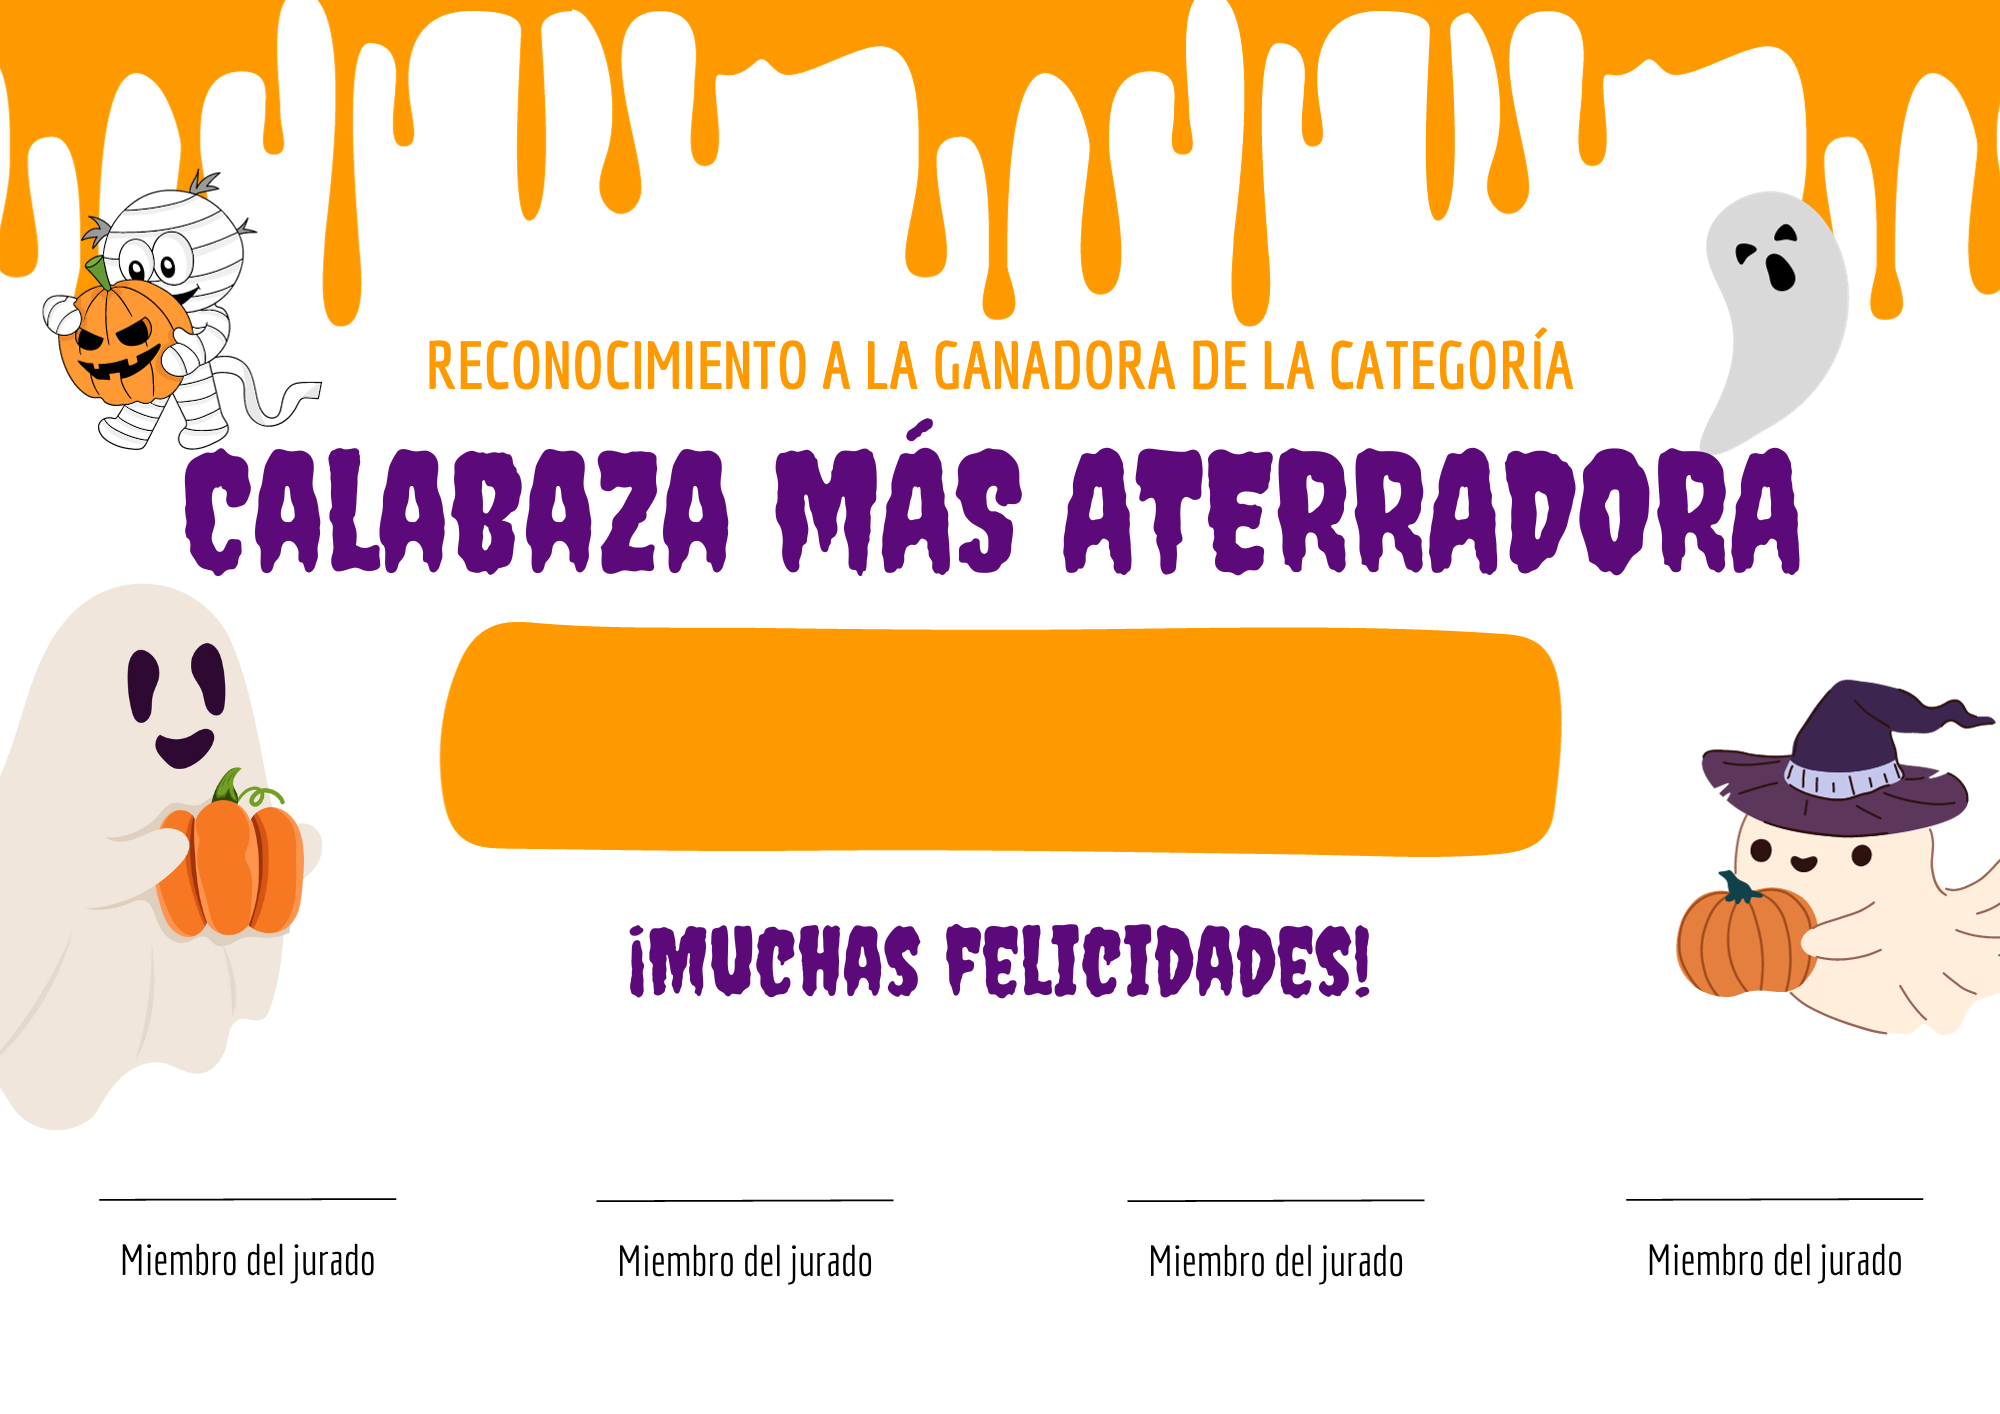 RECONOCIMIENTO A LA GANADORA DE LA CATEGORÍA
CALABAZA MÁS ATERRADORA
¡MUCHAS FELICIDADES!
Miembro del jurado
Miembro del jurado
Miembro del jurado
Miembro del jurado